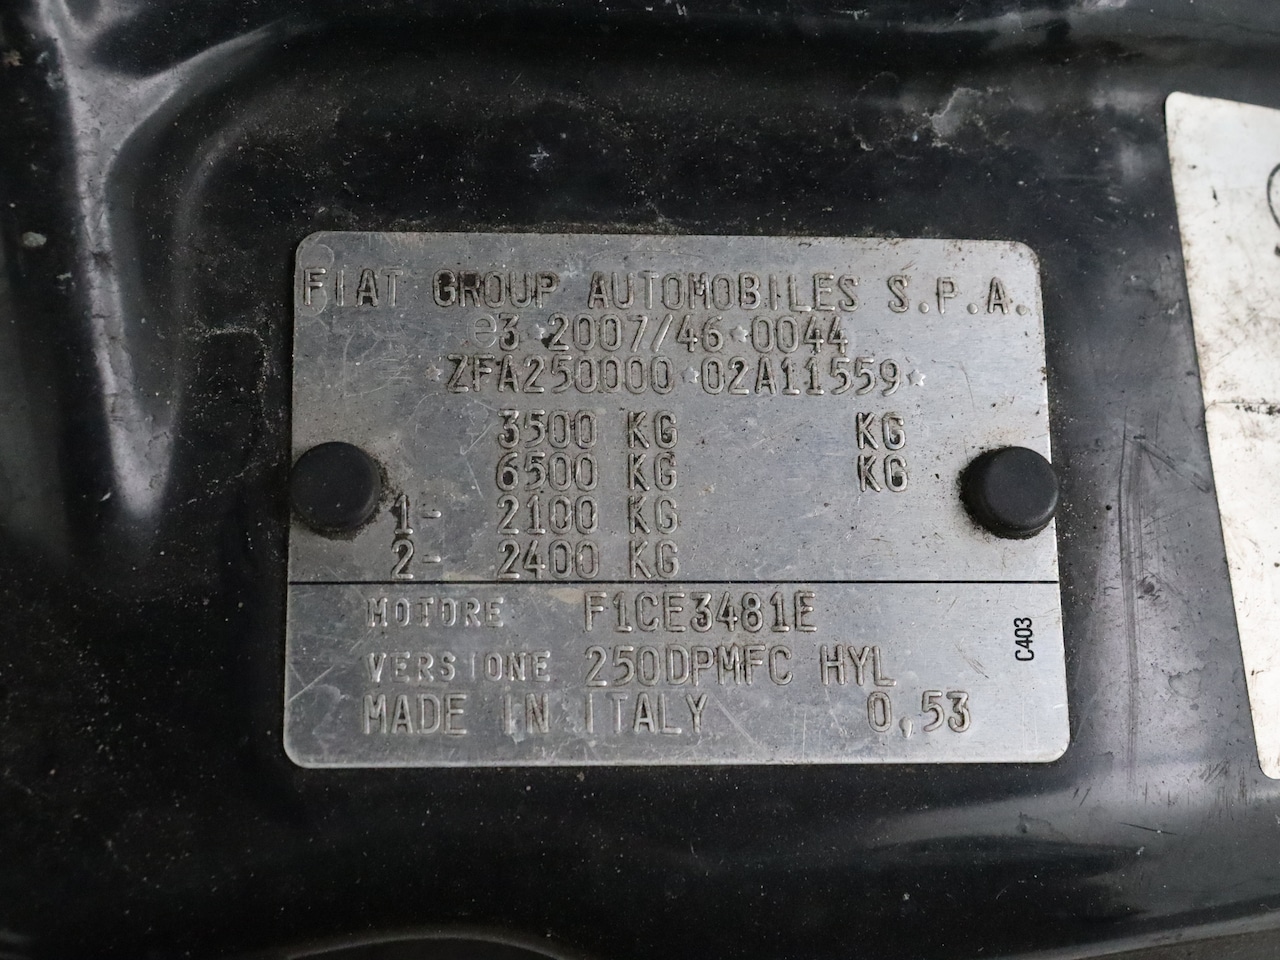 FIAT GROUP AUTOMOBILES S.P.A.
e3*2007/46*0044
*ZFA250000*02A11559*
3500 KG KG
6500 KG KG
1- 2100 KG
2- 2400 KG
MOTORE F1CE3481E
VERSIONE 250DPMFC HYL
MADE IN ITALY 0,53
C403